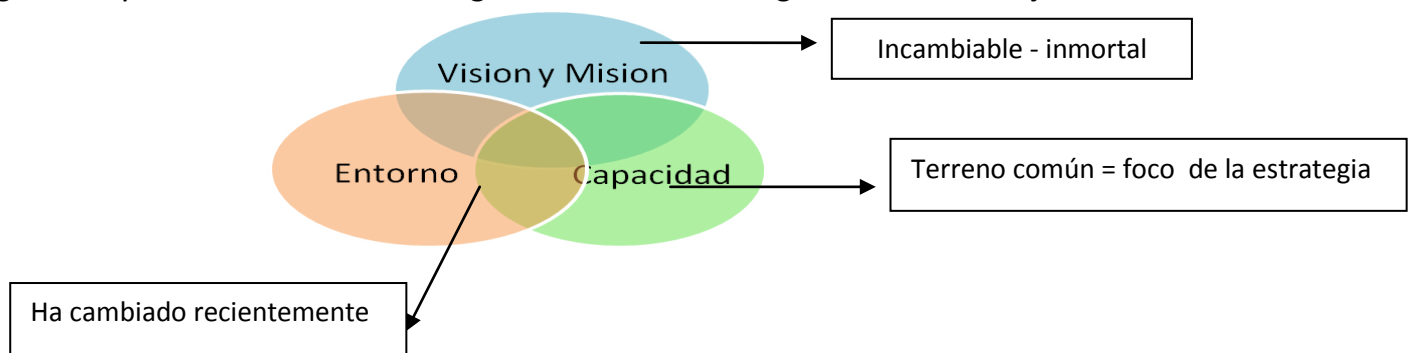 Incambiable - inmortal
Vision y Mision
Terreno común = foco de la estrategia
Entorno
Capacidad
Ha cambiado recientemente